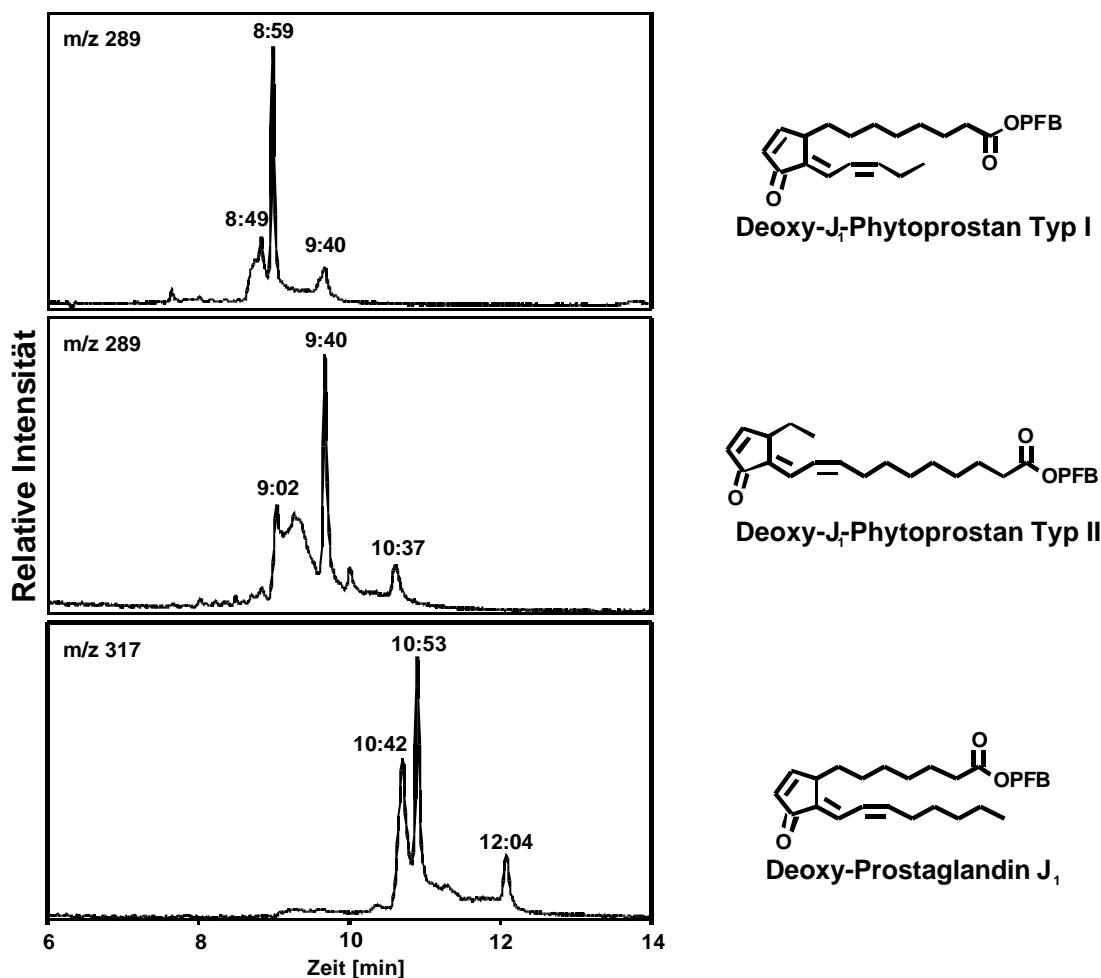 m/z 289
8:59
8:49
9:40
OPFB
O
O
Deoxy-J₁-Phytoprostan Typ I
m/z 289
9:40
9:02
10:37
O
OPFB
O
Deoxy-J₁-Phytoprostan Typ II
m/z 317
10:53
10:42
12:04
O
OPFB
O
Deoxy-Prostaglandin J₁
Relative Intensität
6 8 10 12 14
Zeit [min]